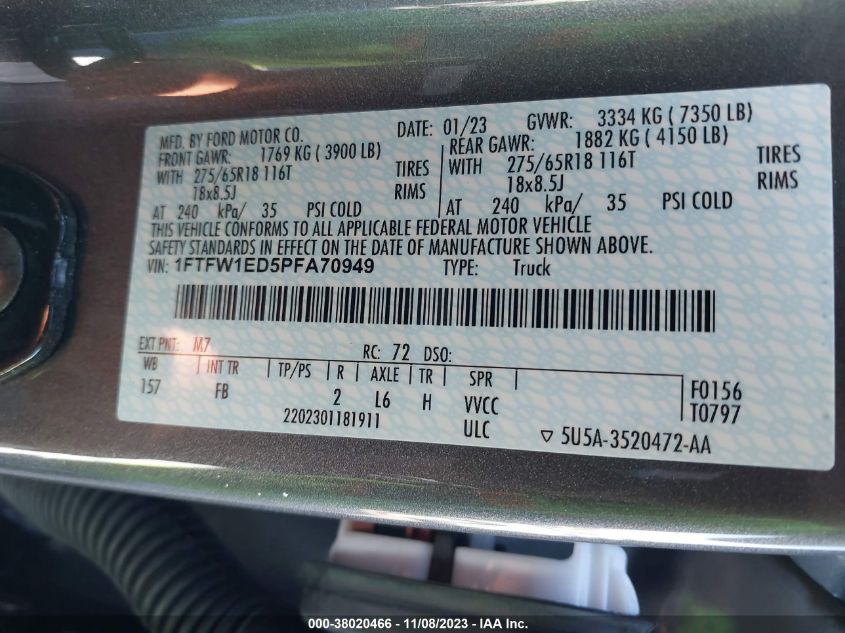 MFD. BY FORD MOTOR CO. DATE: 01/23 GVWR: 3334 KG ( 7350 LB)
FRONT GAWR: 1769 KG ( 3900 LB) REAR GAWR: 1882 KG ( 4150 LB)
WITH 275/65R18 116T TIRES WITH 275/65R18 116T TIRES
18x8.5J RIMS 18x8.5J RIMS
AT 240 kPa/ 35 PSI COLD AT 240 kPa/ 35 PSI COLD
THIS VEHICLE CONFORMS TO ALL APPLICABLE FEDERAL MOTOR VEHICLE
SAFETY STANDARDS IN EFFECT ON THE DATE OF MANUFACTURE SHOWN ABOVE.
VIN: 1FTFW1ED5PFA70949 TYPE: Truck
EXT PNT: M7 RC: 72 DSO:
WB INT TR TP/PS R AXLE TR SPR
157 FB 2 L6 H VVCC F0156
2202301181911 ULC T0797
▽ 5U5A-3520472-AA
000-38020466 - 11/08/2023 - IAA Inc.